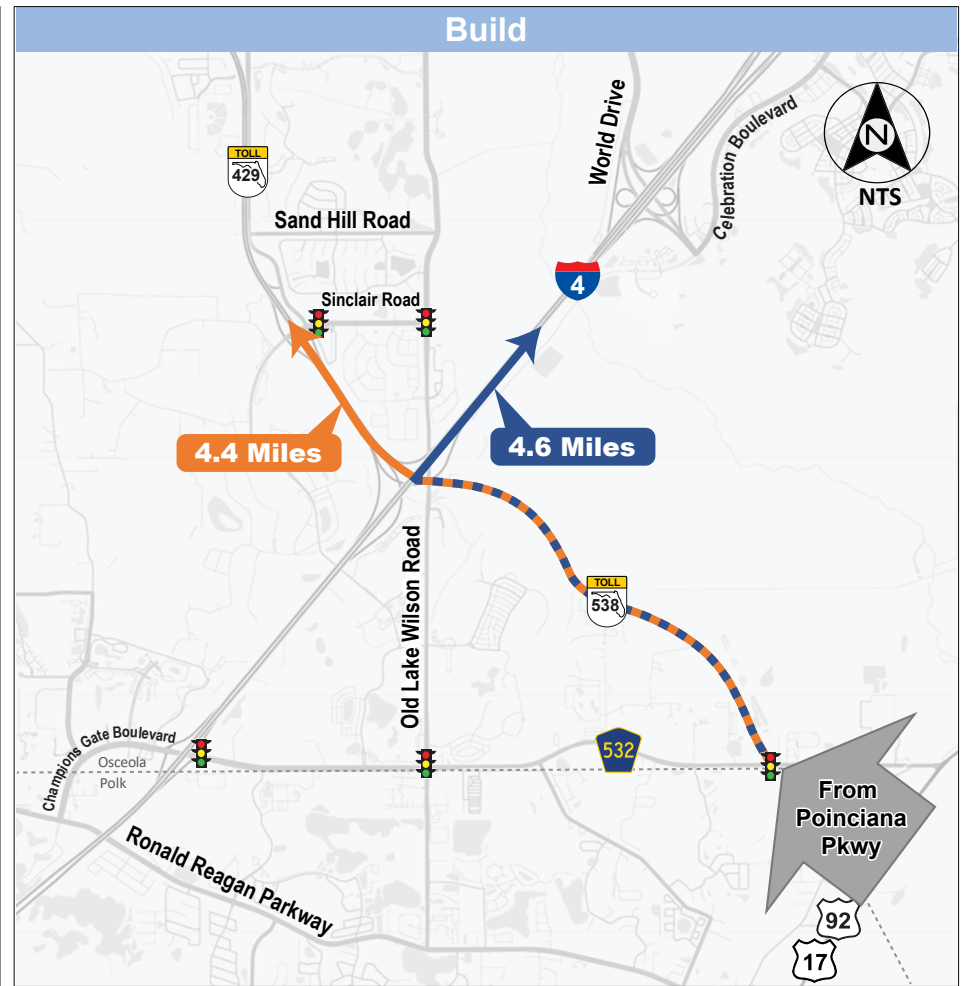 Build
World Drive
Celebration Boulevard
N
NTS
TOLL
429
Sand Hill Road
4
Sinclair Road
4.4 Miles
4.6 Miles
Old Lake Wilson Road
TOLL
538
Champions Gate Boulevard
Osceola
Polk
532
From
Poinciana
Pkwy
Ronald Reagan Parkway
92
17